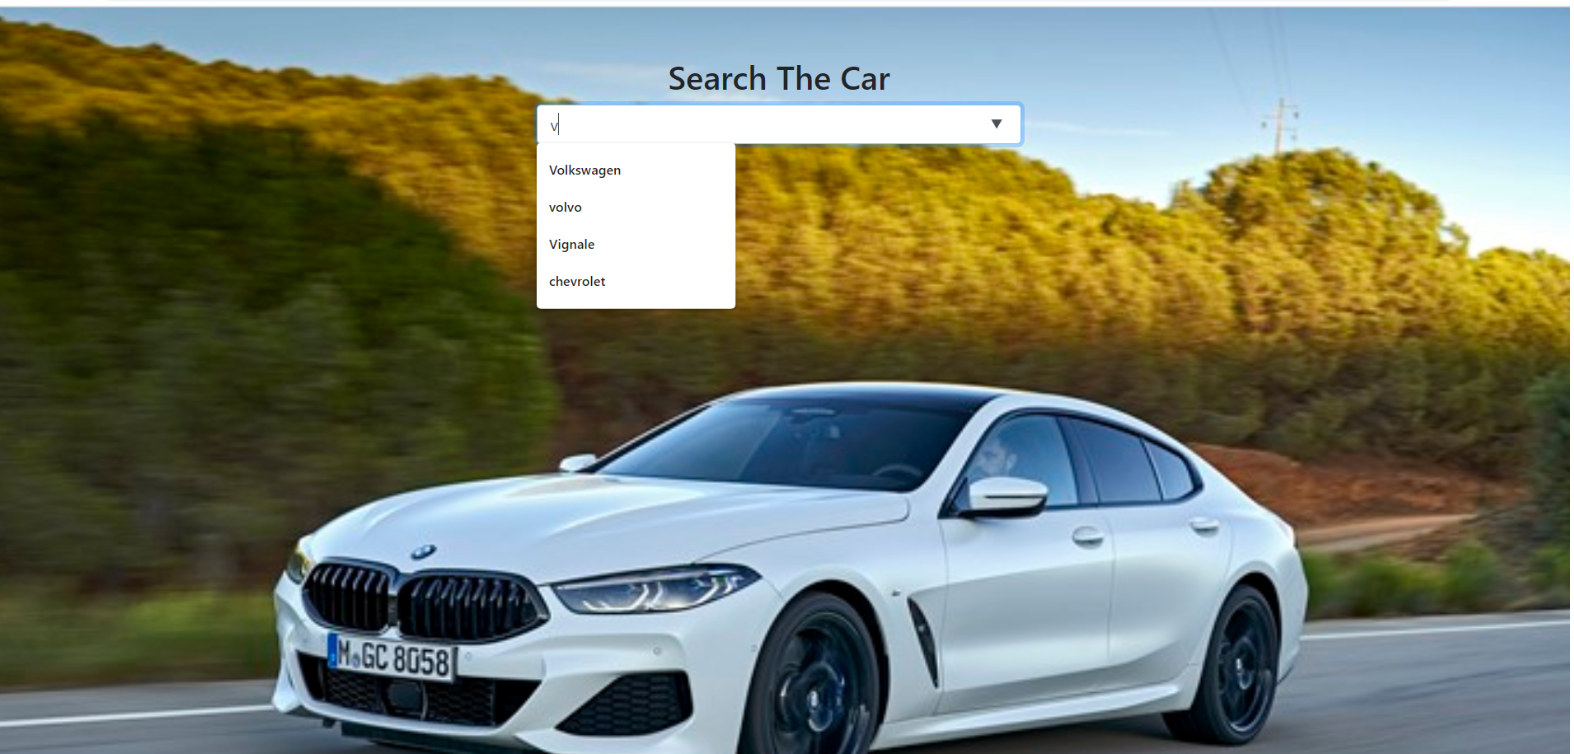 Search The Car
v
Volkswagen
volvo
Vignale
chevrolet
M GC 8058